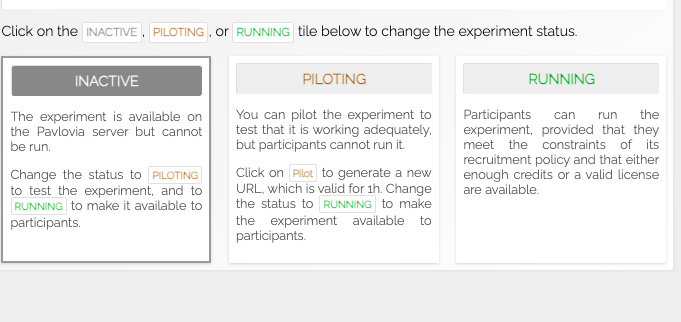 Click on the INACTIVE, PILOTING, or RUNNING tile below to change the experiment status.
INACTIVE
The experiment is available on
the Pavlovia server but cannot
be run.
Change the status to PILOTING
to test the experiment, and to
RUNNING to make it available to
participants.
PILOTING
You can pilot the experiment to
test that it is working adequately,
but participants cannot run it.
Click on Pilot to generate a new
URL, which is valid for 1h. Change
the status to RUNNING to make
the experiment available to
participants.
RUNNING
Participants can run the
experiment, provided that they
meet the constraints of its
recruitment policy and that either
enough credits or a valid license
are available.